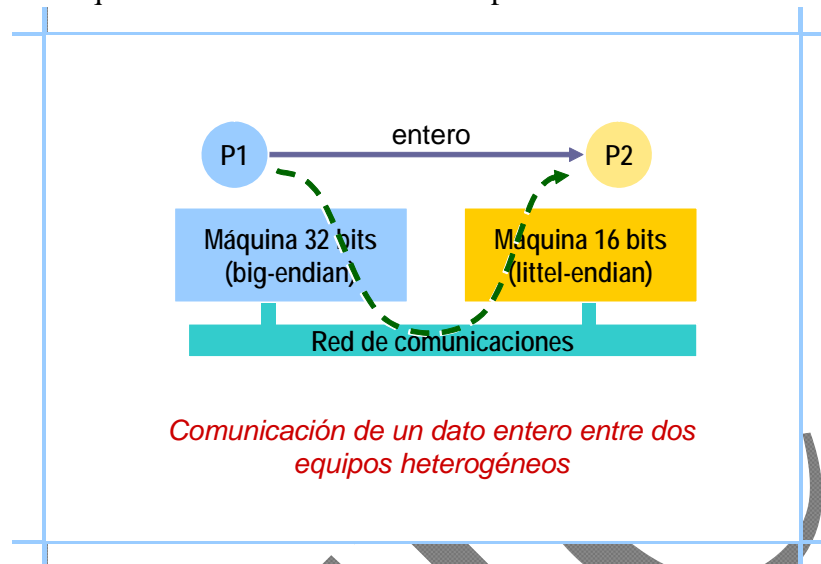 entero
P1
P2
Máquina 32 bits
(big-endian)
Máquina 16 bits
(littel-endian)
Red de comunicaciones
Comunicación de un dato entero entre dos
equipos heterogéneos